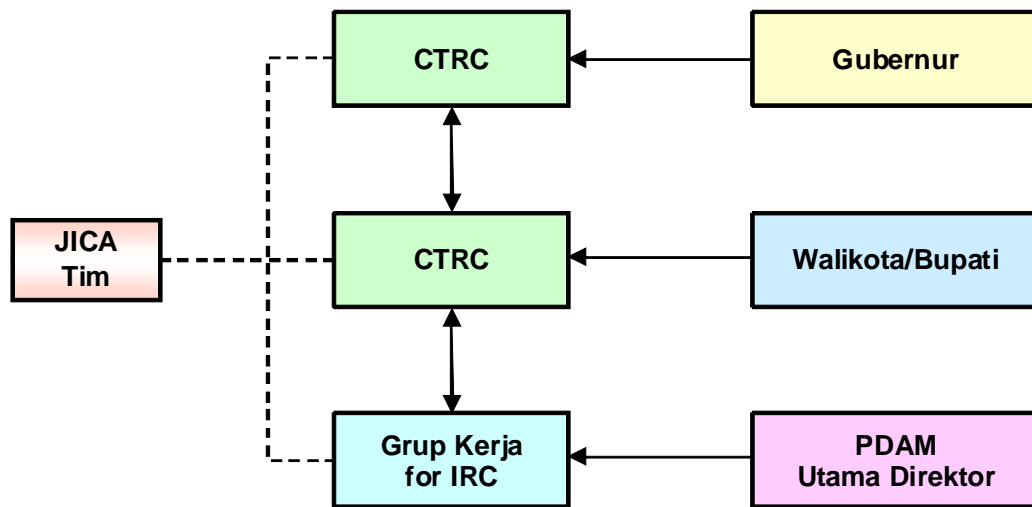 CTRC
Gubernur
JICA
Tim
CTRC
Walikota/Bupati
Grup Kerja
for IRC
PDAM
Utama Direktor